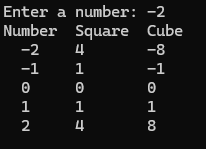 Enter a number: -2
Number  Square  Cube
  -2    4       -8
  -1    1       -1
  0     0       0
  1     1       1
  2     4       8